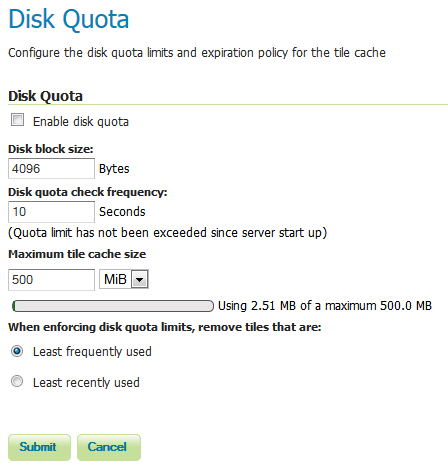 Disk Quota
Configure the disk quota limits and expiration policy for the tile cache
Disk Quota
Enable disk quota
Disk block size:
4096 Bytes
Disk quota check frequency:
10 Seconds
(Quota limit has not been exceeded since server start up)
Maximum tile cache size
500 MiB
Using 2.51 MB of a maximum 500.0 MB
When enforcing disk quota limits, remove tiles that are:
Least frequently used
Least recently used
Submit Cancel